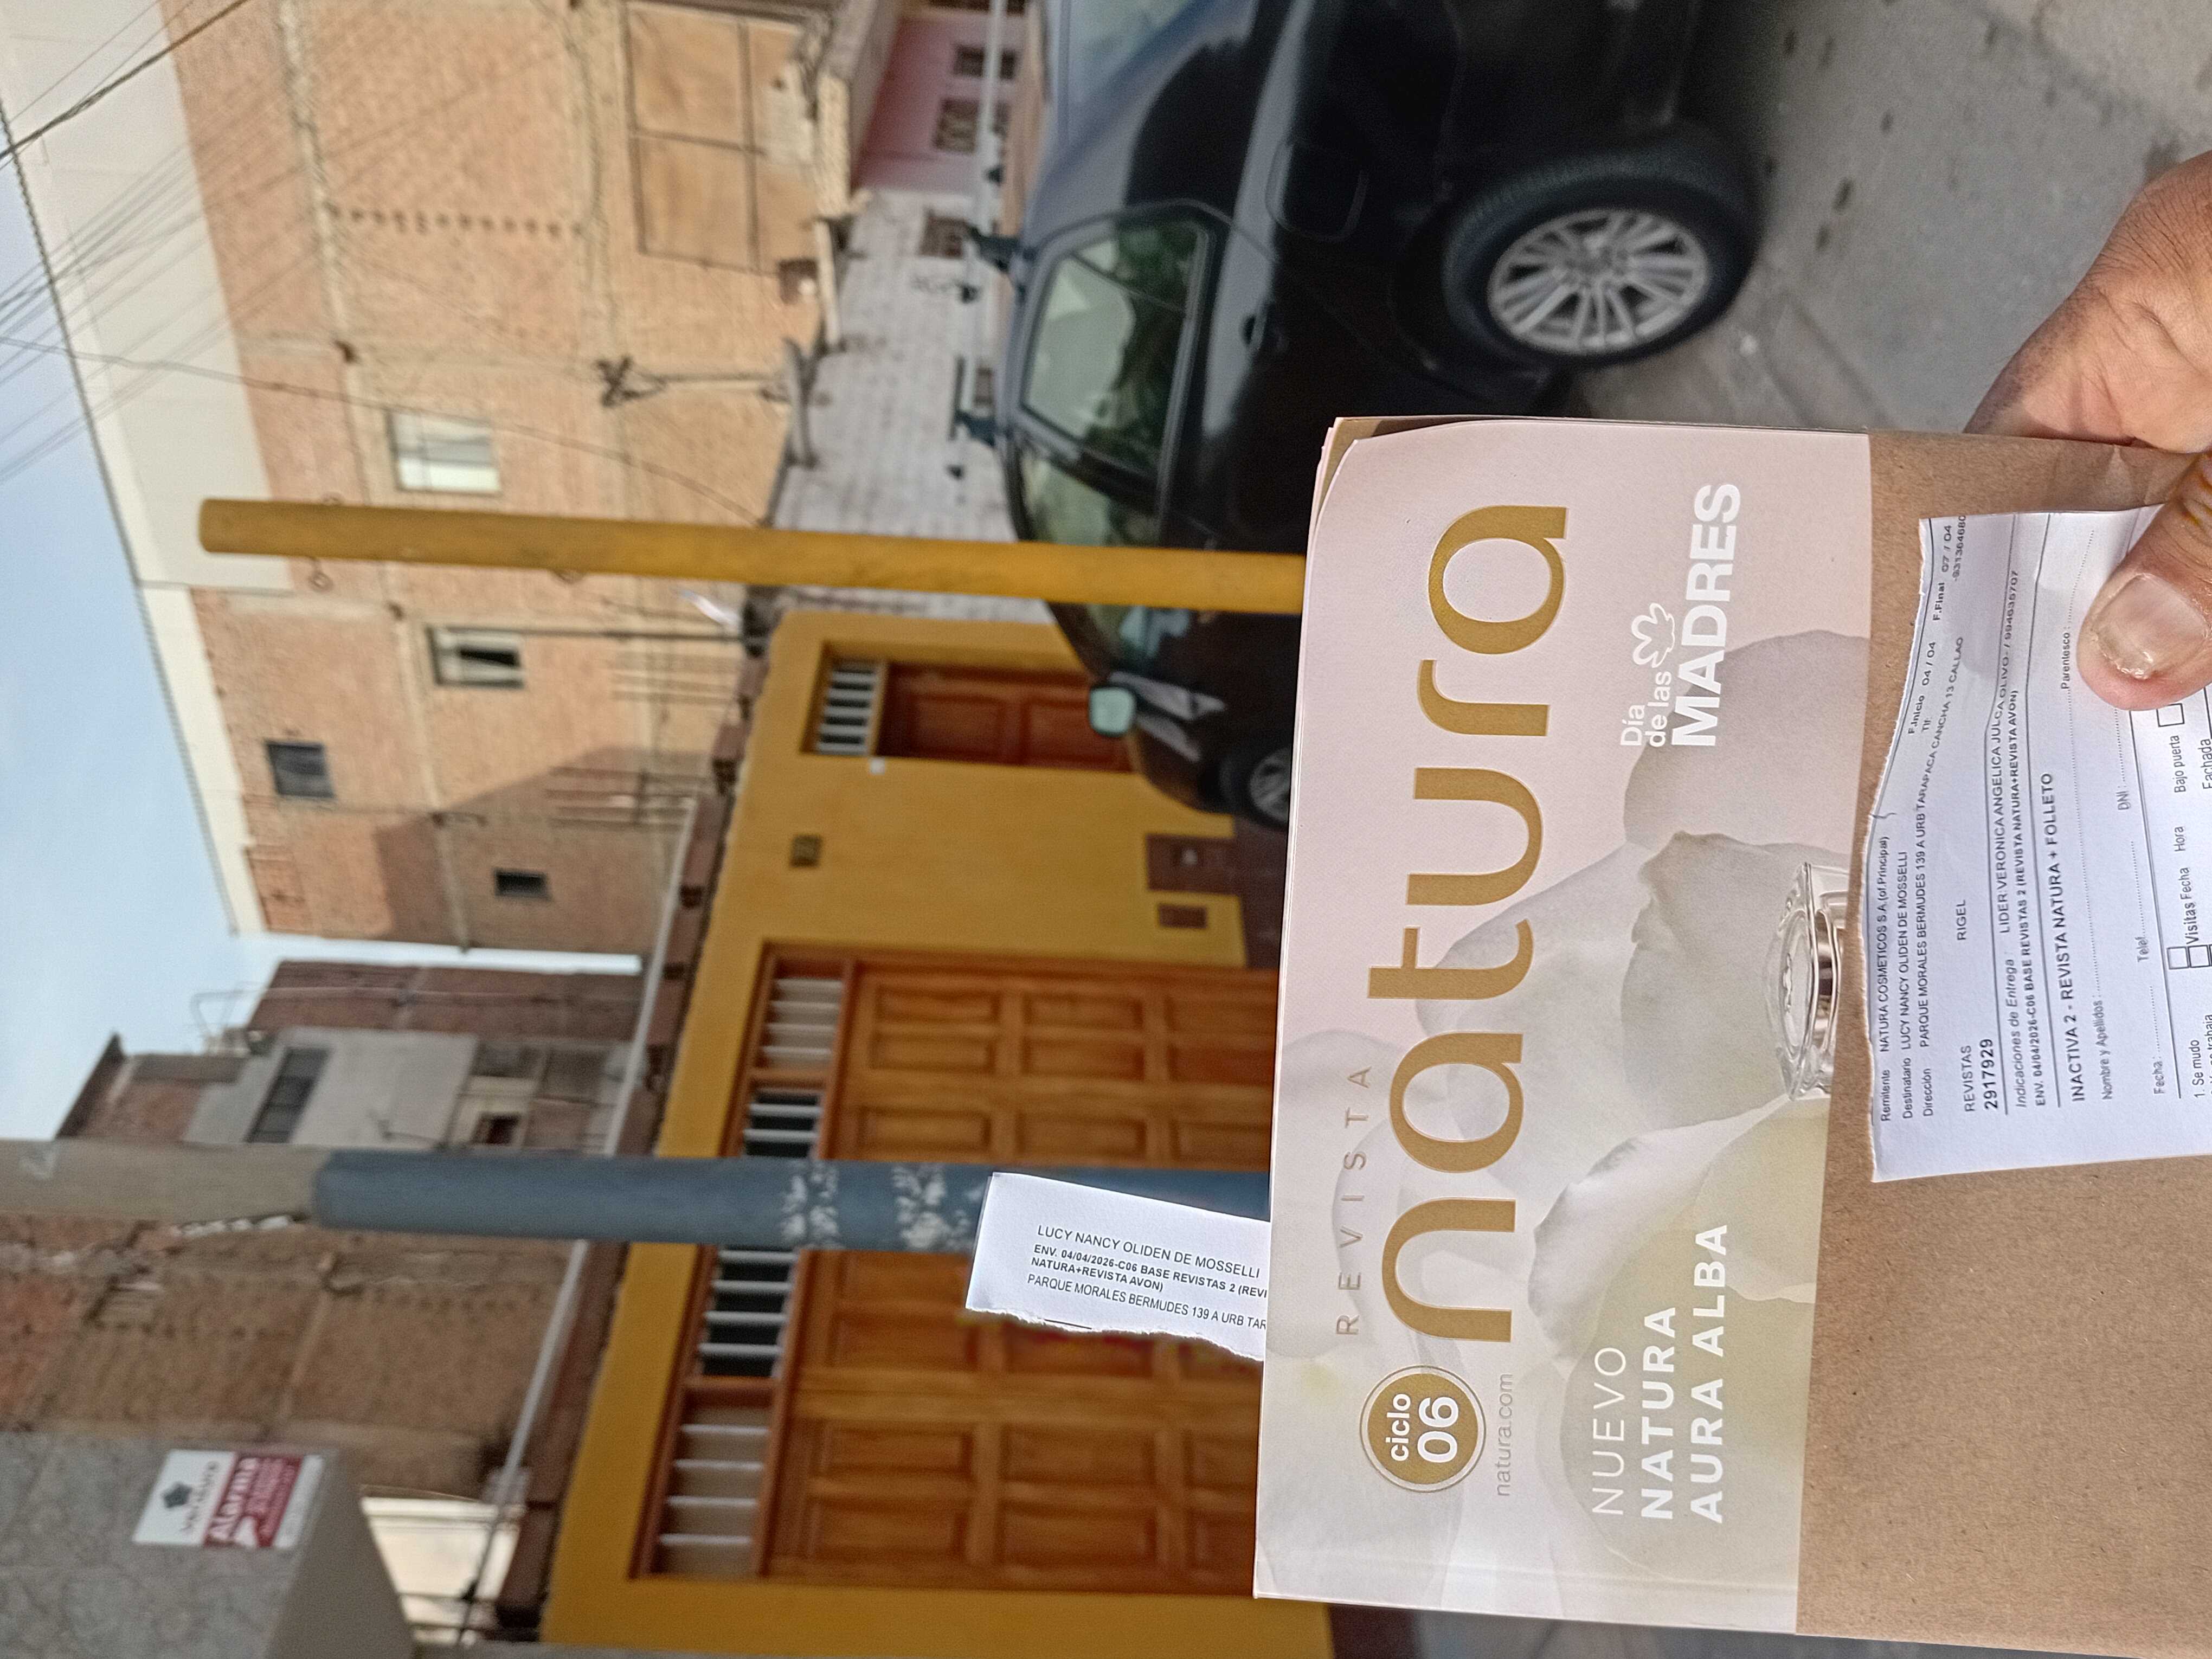 Alarma
LUCY NANCY OLIDEN DE MOSSELLI
ENV. 04/04/2026-C06 BASE REVISTAS 2 (REVI
NATURA+REVISTA AVON)
PARQUE MORALES BERMUDES 139 A URB TAR
REVISTA
ciclo
06
natura
natura.com
Día
de las
MADRES
NUEVO
NATURA
AURA ALBA
F.Inicio 04 / 04 F.Final 07 / 04
Remitente NATURA COSMETICOS S.A.(of.Principal) Tlf:
Destinatario LUCY NANCY OLIDEN DE MOSSELLI
Dirección PARQUE MORALES BERMUDES 139 A URB TARAPACA CANCHA 13 CALLAO
REVISTAS RIGEL
2917929
Indicaciones de Entrega : LIDER:VERONICA ANGELICA JULCA OLIVO-
ENV. 04/04/2026-C06 BASE REVISTAS 2 (REVISTA NATURA+REVISTA AVON)
INACTIVA 2 - REVISTA NATURA + FOLLETO
Nombre y Apellidos : Parentesco :
Fecha : Telef. DNI :
Visitas Fecha Hora Bajo puerta
1. Se mudo Fachada